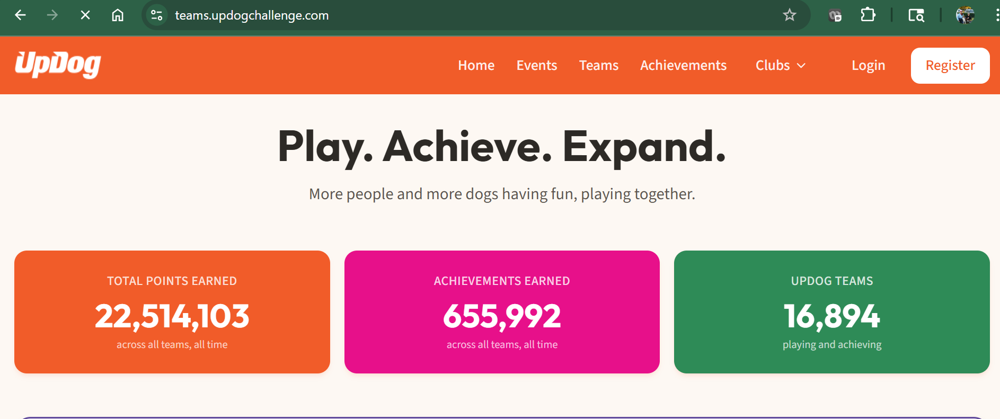 teams.updogchallenge.com
UpDog
Home Events Teams Achievements Clubs Login Register
Play. Achieve. Expand.
More people and more dogs having fun, playing together.
TOTAL POINTS EARNED
22,514,103
across all teams, all time
ACHIEVEMENTS EARNED
655,992
across all teams, all time
UPDOG TEAMS
16,894
playing and achieving